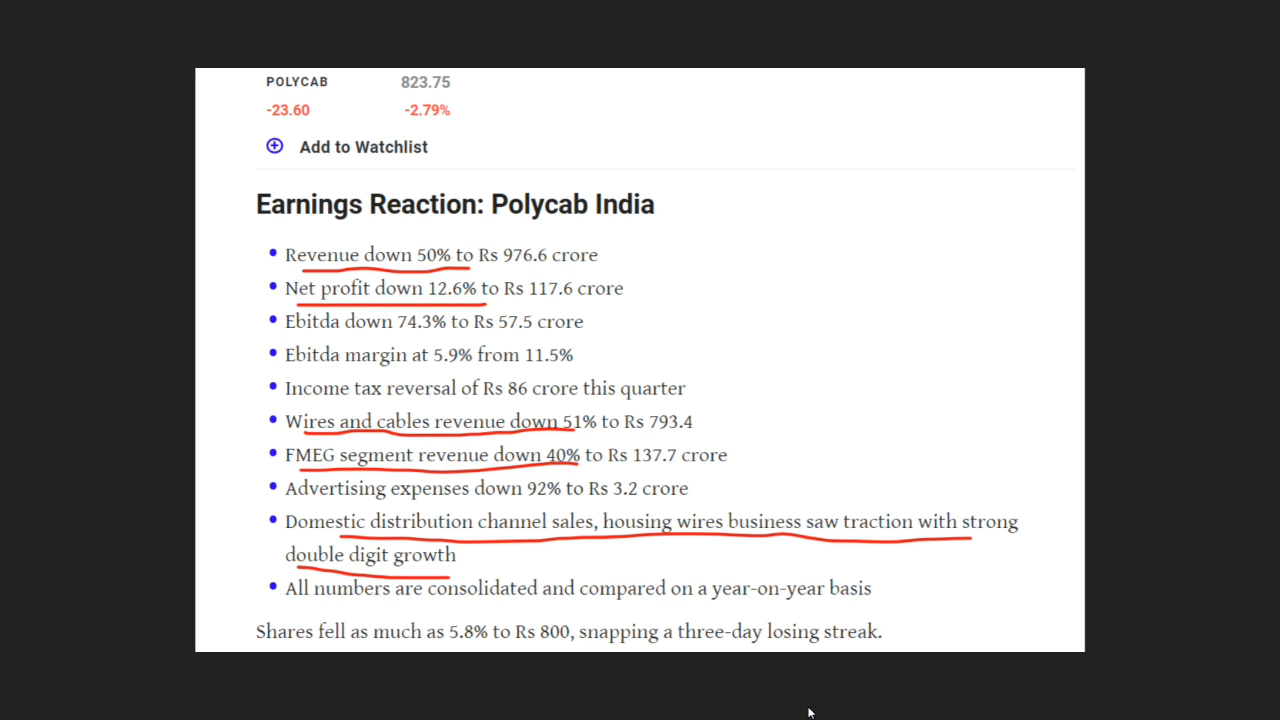 POLYCAB 823.75
-23.60 -2.79%
Add to Watchlist
Earnings Reaction: Polycab India
Revenue down 50% to Rs 976.6 crore
Net profit down 12.6% to Rs 117.6 crore
Ebitda down 74.3% to Rs 57.5 crore
Ebitda margin at 5.9% from 11.5%
Income tax reversal of Rs 86 crore this quarter
Wires and cables revenue down 51% to Rs 793.4
FMEG segment revenue down 40% to Rs 137.7 crore
Advertising expenses down 92% to Rs 3.2 crore
Domestic distribution channel sales, housing wires business saw traction with strong
double digit growth
All numbers are consolidated and compared on a year-on-year basis
Shares fell as much as 5.8% to Rs 800, snapping a three-day losing streak.